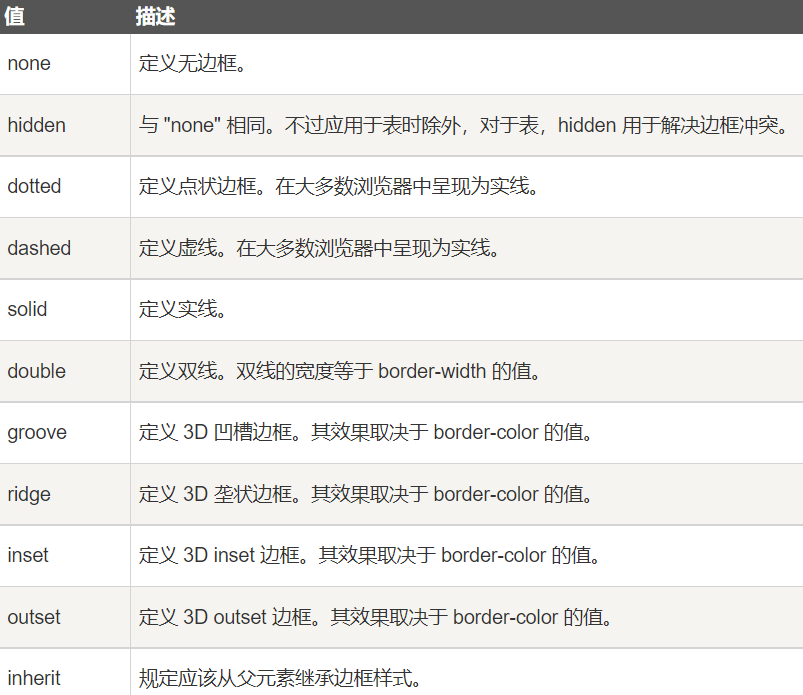 值 描述
none 定义无边框。
hidden 与 "none" 相同。不过应用于表时除外，对于表，hidden 用于解决边框冲突。
dotted 定义点状边框。在大多数浏览器中呈现为实线。
dashed 定义虚线。在大多数浏览器中呈现为实线。
solid 定义实线。
double 定义双线。双线的宽度等于 border-width 的值。
groove 定义 3D 凹槽边框。其效果取决于 border-color 的值。
ridge 定义 3D 垄状边框。其效果取决于 border-color 的值。
inset 定义 3D inset 边框。其效果取决于 border-color 的值。
outset 定义 3D outset 边框。其效果取决于 border-color 的值。
inherit 规定应该从父元素继承边框样式。